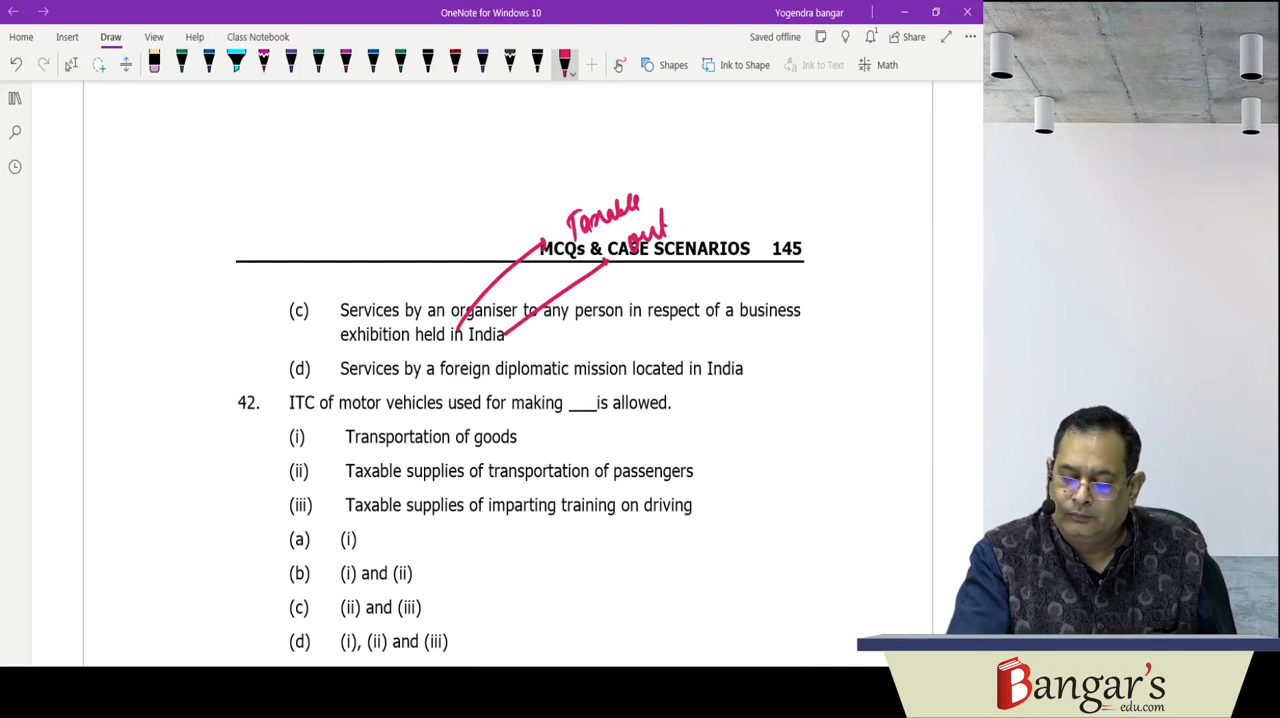 OneNote for Windows 10
Yogendra bangar
Home Insert Draw View Help Class Notebook
Saved offline Share
Shapes Ink to Shape Ink to Text Math
Taxable
out
MCQs & CASE SCENARIOS 145
(c) Services by an organiser to any person in respect of a business
exhibition held in India
(d) Services by a foreign diplomatic mission located in India
42. ITC of motor vehicles used for making ___is allowed.
(i) Transportation of goods
(ii) Taxable supplies of transportation of passengers
(iii) Taxable supplies of imparting training on driving
(a) (i)
(b) (i) and (ii)
(c) (ii) and (iii)
(d) (i), (ii) and (iii)
Bangar's
edu.com